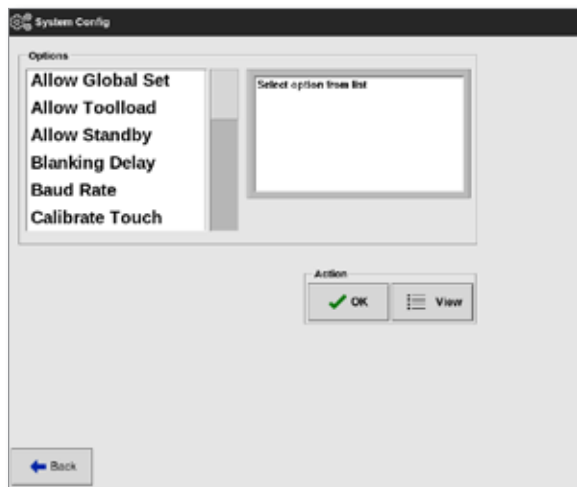 System Config
Options
Allow Global Set
Allow Toolload
Allow Standby
Blanking Delay
Baud Rate
Calibrate Touch
Select option from list
Action
OK
View
Back